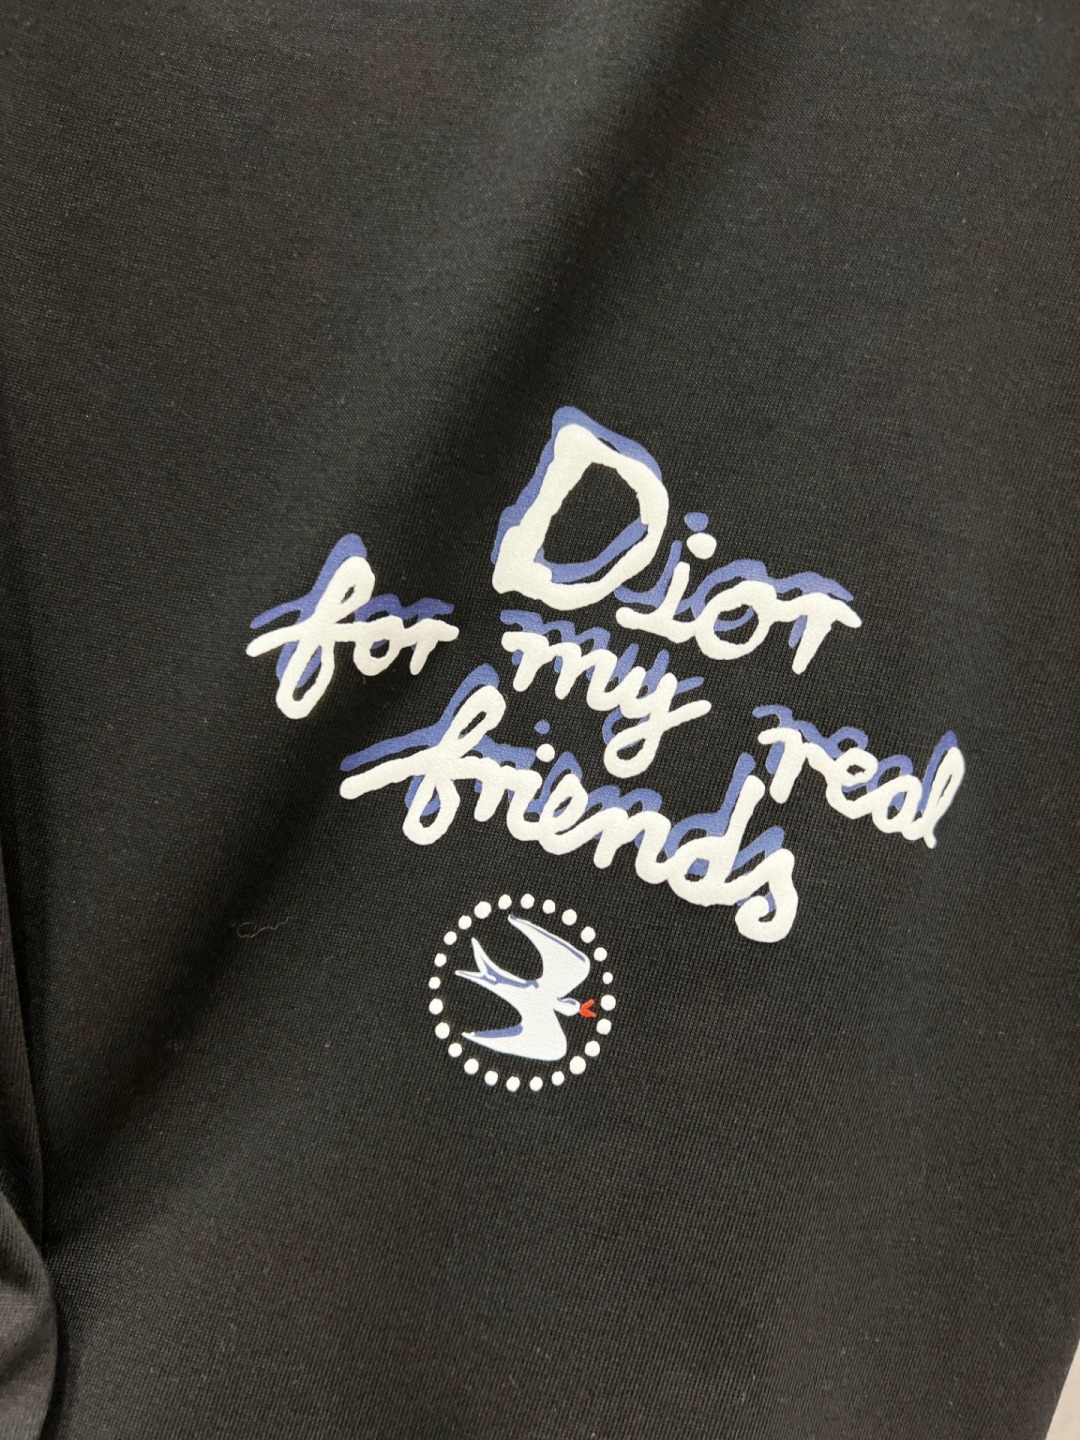 Dior
for my real
friends